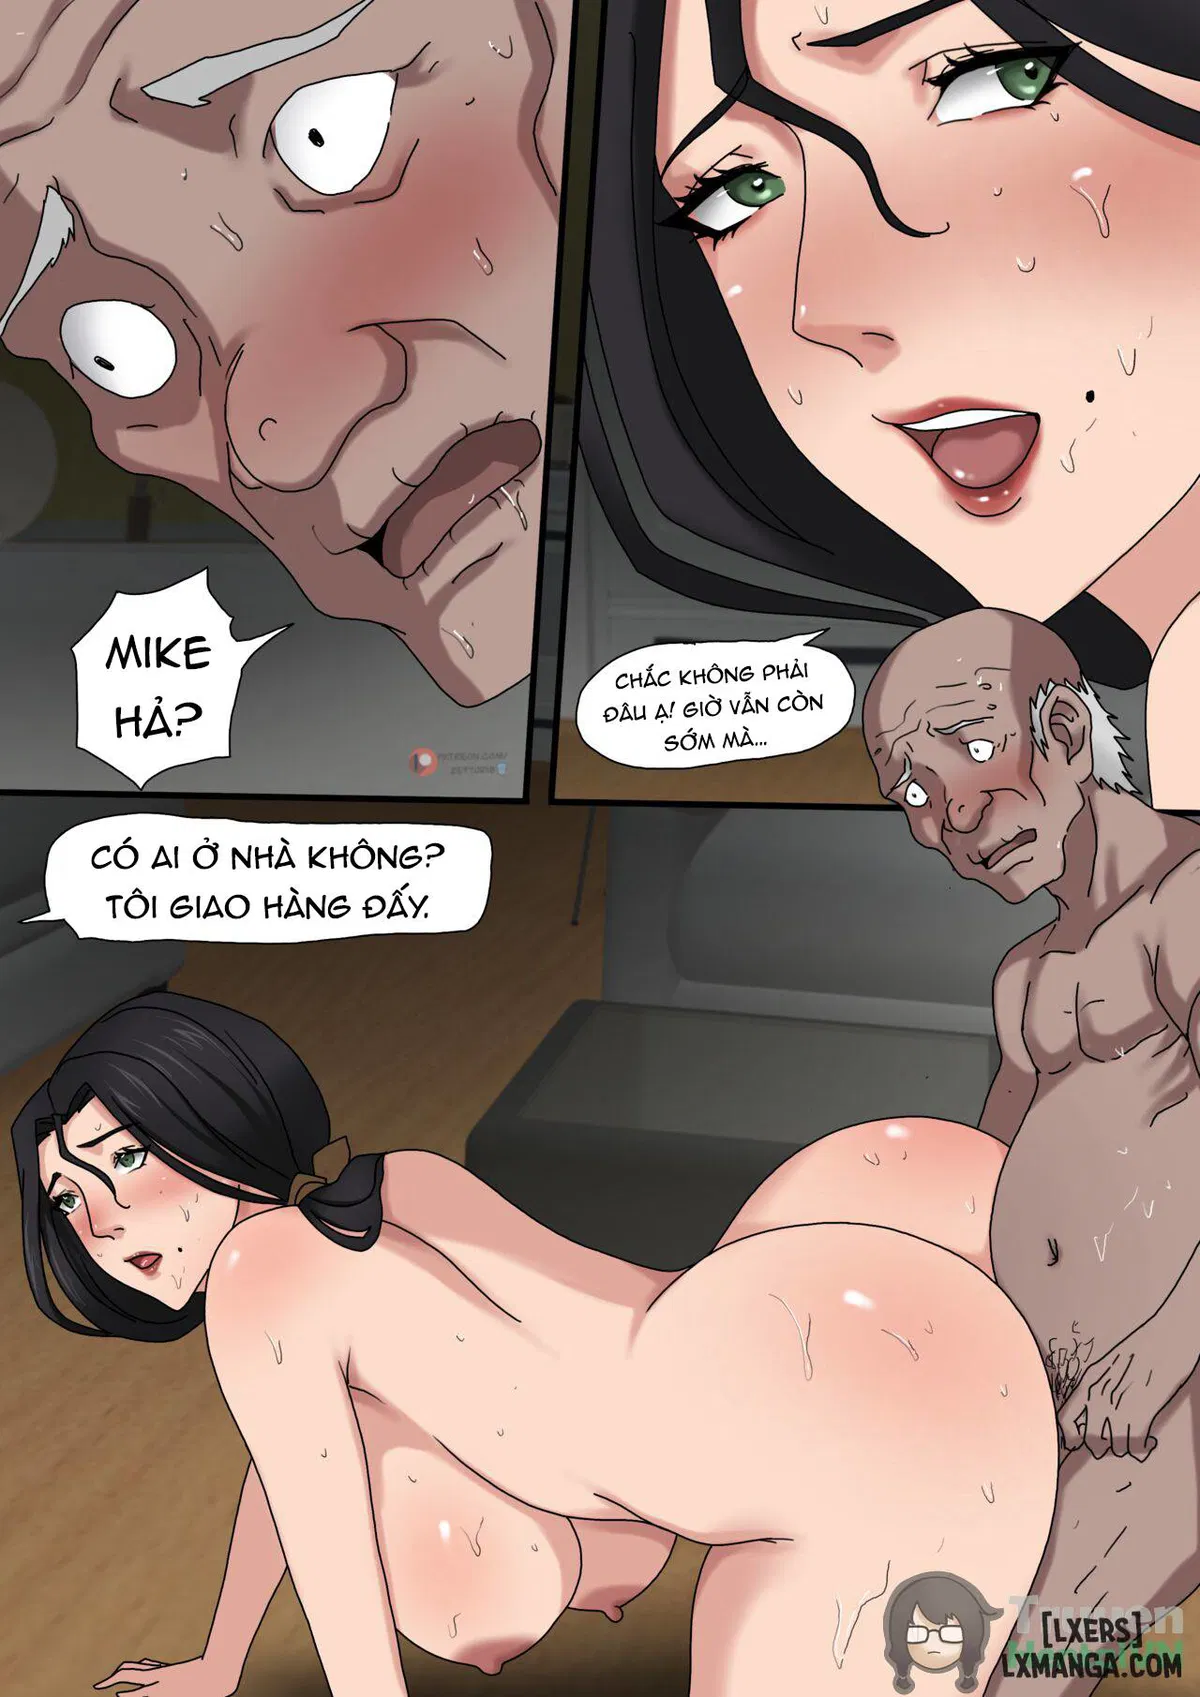 MIKE
HẢ?
CHẮC KHÔNG PHẢI
ĐÂU Ạ! GIỜ VẪN CÒN
SỚM MÀ...
CÓ AI Ở NHÀ KHÔNG?
TÔI GIAO HÀNG ĐẤY.
[LXERS]
LXMANGA.COM